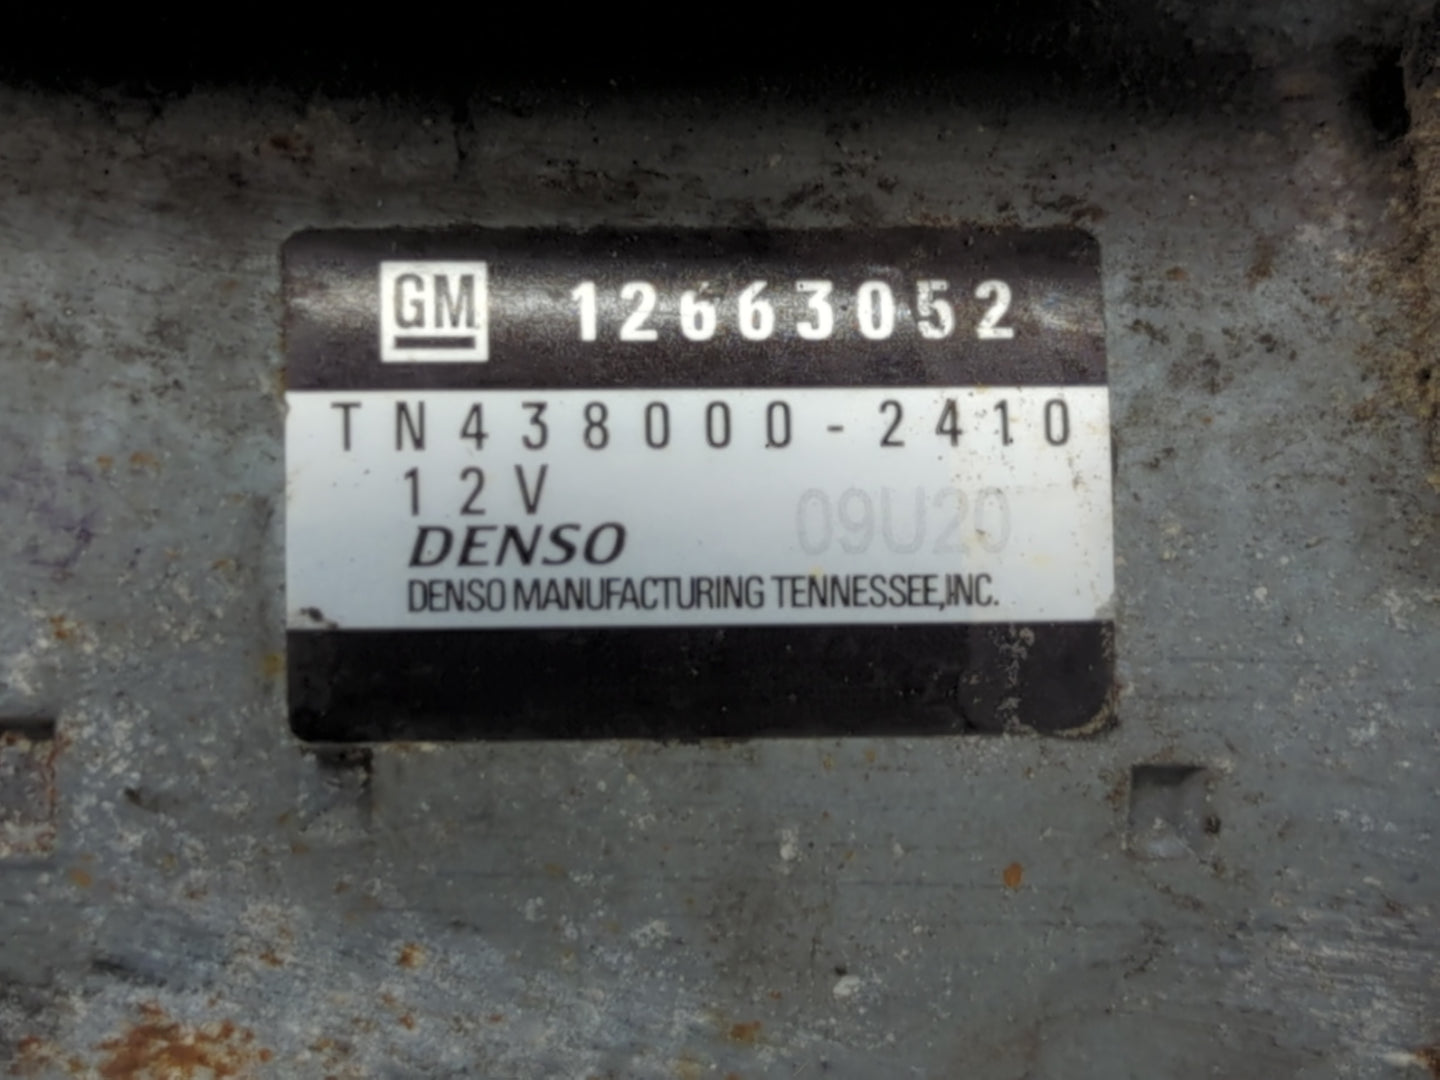 GM 12663052
TN438000-2410
12V
DENSO 09U20
DENSO MANUFACTURING TENNESSEE,INC.